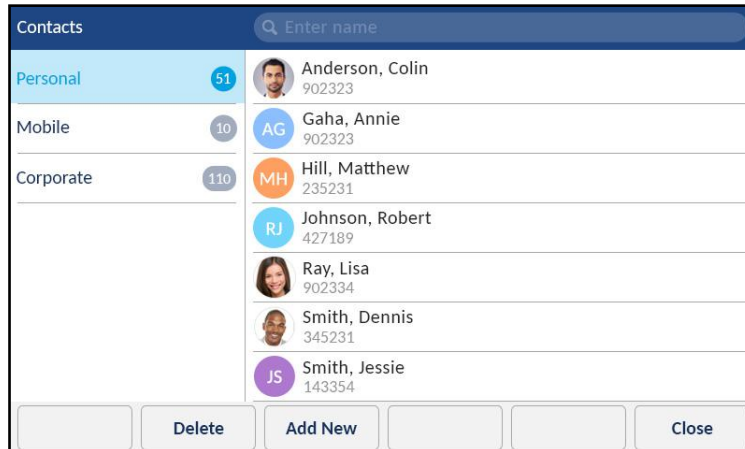 Contacts
Enter name
Personal 51
Mobile 10
Corporate 110
Anderson, Colin
902323
AG
Gaha, Annie
902323
MH
Hill, Matthew
235231
RJ
Johnson, Robert
427189
Ray, Lisa
902334
Smith, Dennis
345231
JS
Smith, Jessie
143354
Delete Add New Close